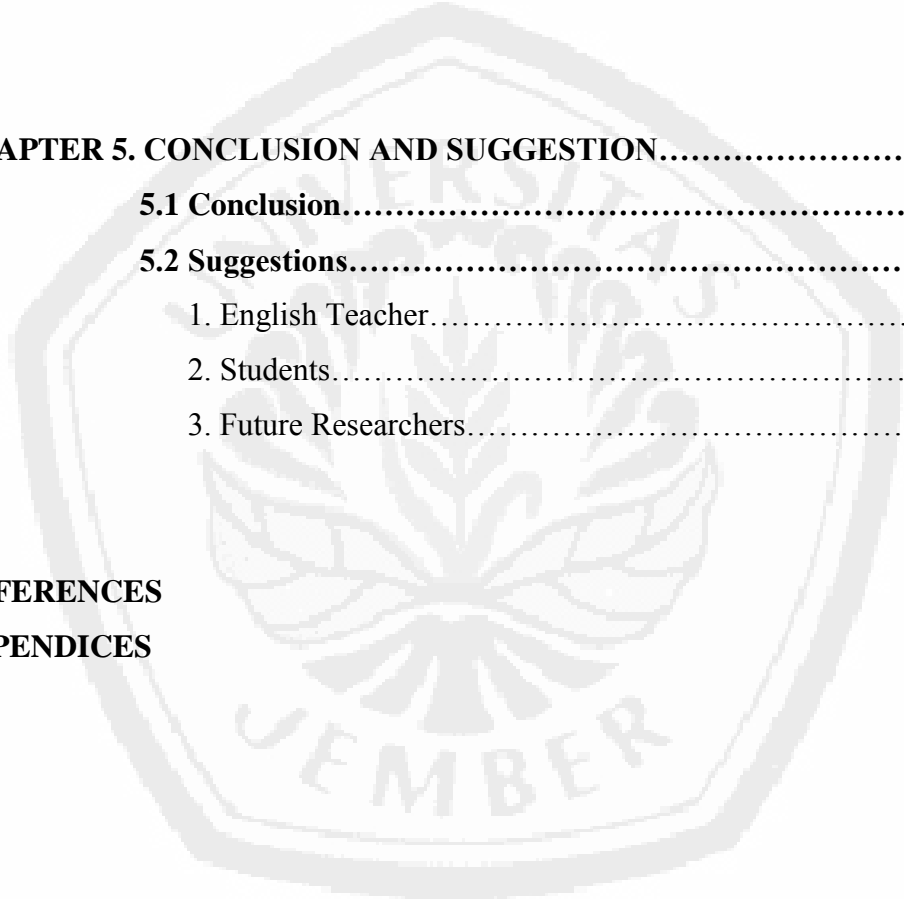 APTER 5. CONCLUSION AND SUGGESTION……………………
5.1 Conclusion……………………………………………………
5.2 Suggestions……………………………………………………
1. English Teacher……………………………………………
2. Students……………………………………………………
3. Future Researchers…………………………………………
FERENCES
PENDICES
UNIVERSITAS
JEMBER